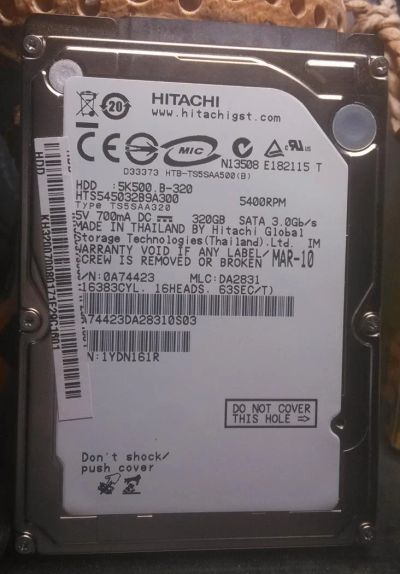 20
HITACHI
www.hitachigst.com
MIC
N13508 E182115 T
D33373 HTB-TS5SAA500(B)
HDD :5K500.B-320
HTS545032B9A300 5400RPM
Type TS5SAA320
5V 700mA DC 320GB SATA 3.0Gb/s
MADE IN THAILAND BY Hitachi Global
Storage Technologies(Thailand).Ltd. IM
WARRANTY VOID IF ANY LABEL/ MAR-10
SCREW IS REMOVED OR BROKEN
/N:0A74423 MLC:DA2831
16383CYL. 16HEADS. 63SEC/T)
A74423DA28310S03
N:1YDN161R
DO NOT COVER
THIS HOLE =>
Don't shock/
push cover
HDD